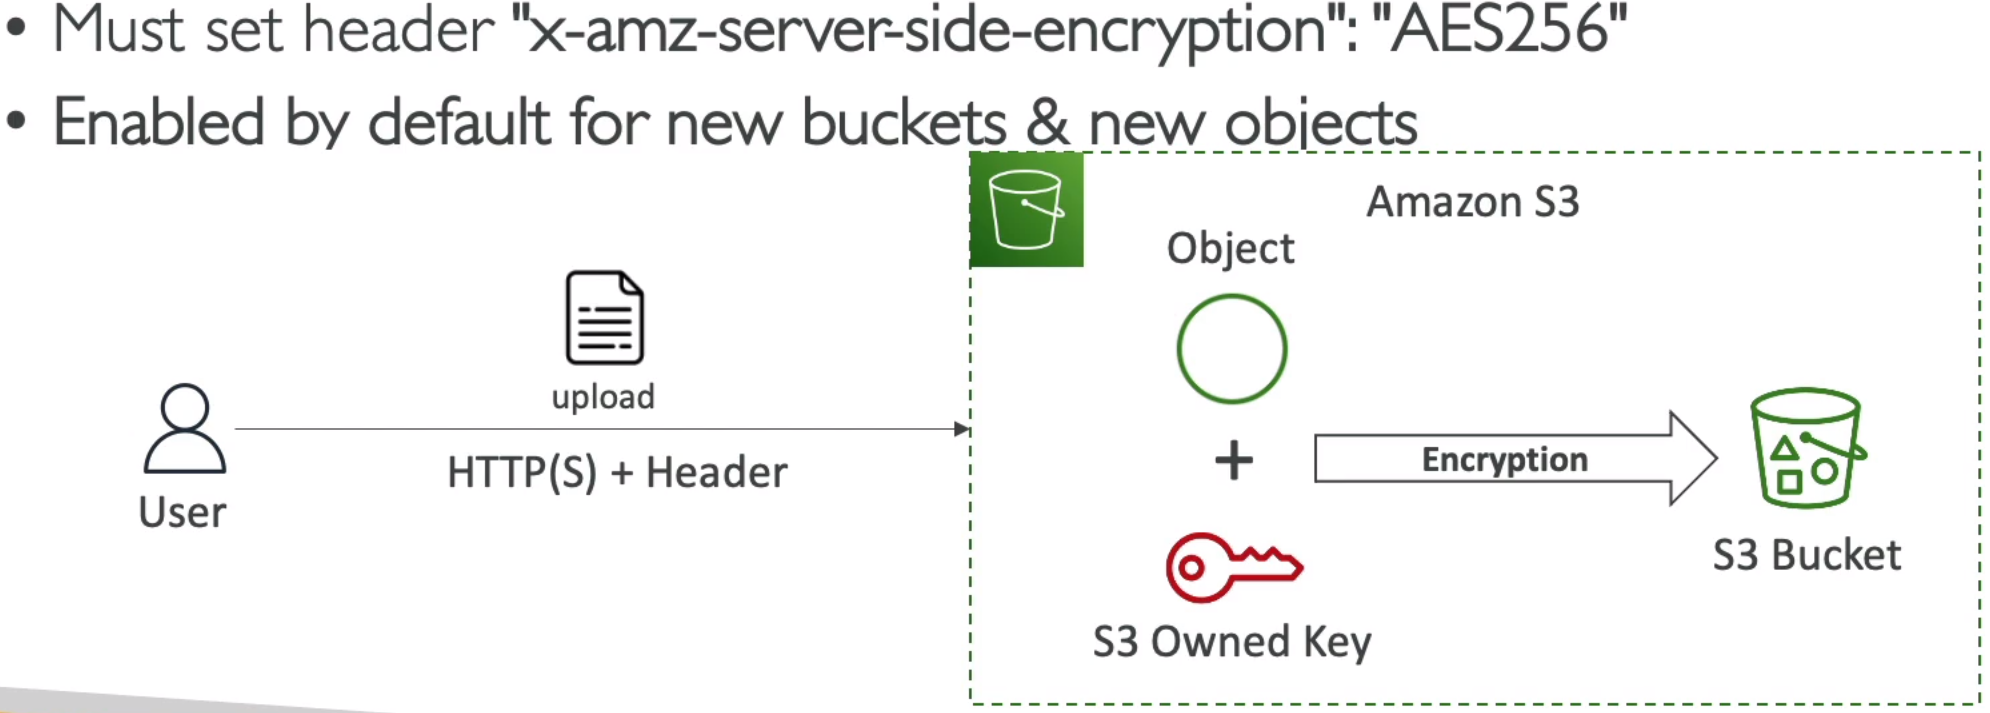 • Must set header "x-amz-server-side-encryption": "AES256"
• Enabled by default for new buckets & new objects
Amazon S3
Object
upload
HTTP(S) + Header
User
+
Encryption
S3 Bucket
S3 Owned Key